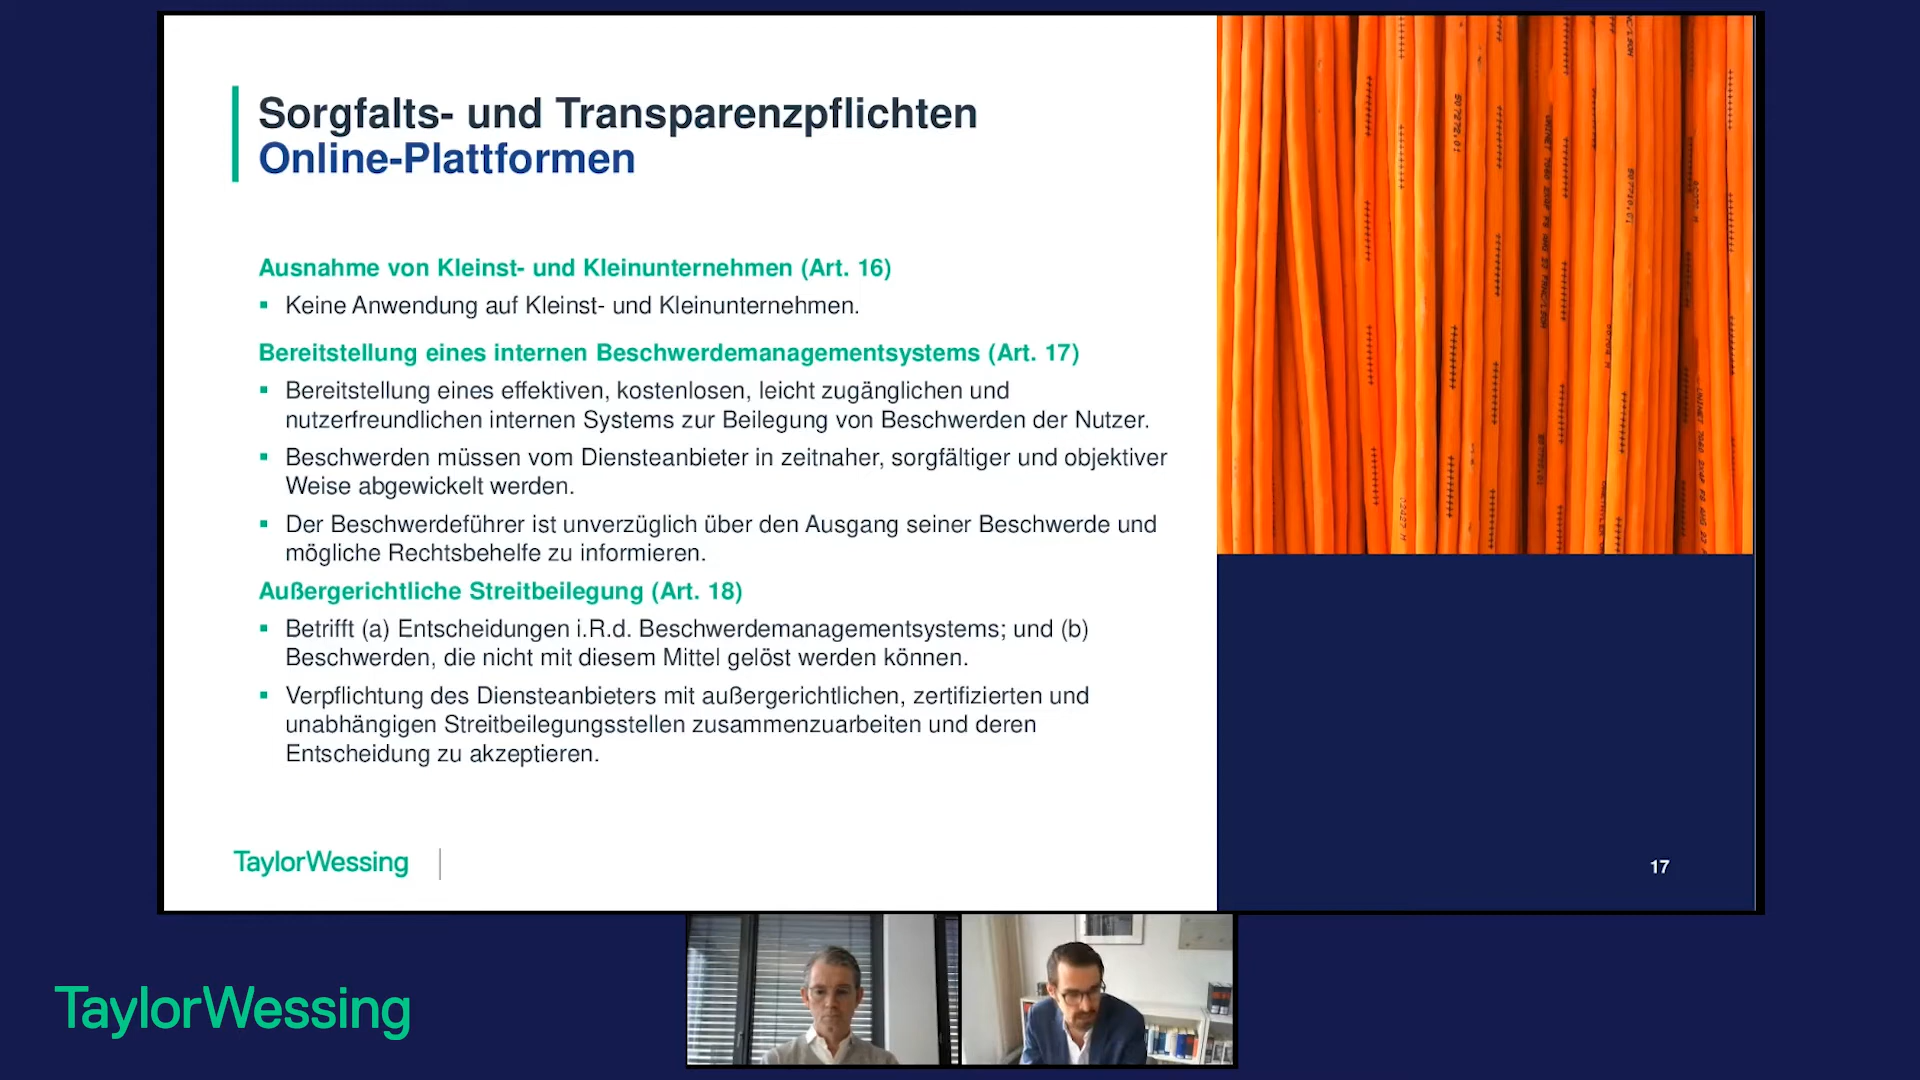 Sorgfalts- und Transparenzpflichten
Online-Plattformen
Ausnahme von Kleinst- und Kleinunternehmen (Art. 16)
▪ Keine Anwendung auf Kleinst- und Kleinunternehmen.
Bereitstellung eines internen Beschwerdemanagementsystems (Art. 17)
▪ Bereitstellung eines effektiven, kostenlosen, leicht zugänglichen und
nutzerfreundlichen internen Systems zur Beilegung von Beschwerden der Nutzer.
▪ Beschwerden müssen vom Diensteanbieter in zeitnaher, sorgfältiger und objektiver
Weise abgewickelt werden.
▪ Der Beschwerdeführer ist unverzüglich über den Ausgang seiner Beschwerde und
mögliche Rechtsbehelfe zu informieren.
Außergerichtliche Streitbeilegung (Art. 18)
▪ Betrifft (a) Entscheidungen i.R.d. Beschwerdemanagementsystems; und (b)
Beschwerden, die nicht mit diesem Mittel gelöst werden können.
▪ Verpflichtung des Diensteanbieters mit außergerichtlichen, zertifizierten und
unabhängigen Streitbeilegungsstellen zusammenzuarbeiten und deren
Entscheidung zu akzeptieren.
TaylorWessing
17
TaylorWessing